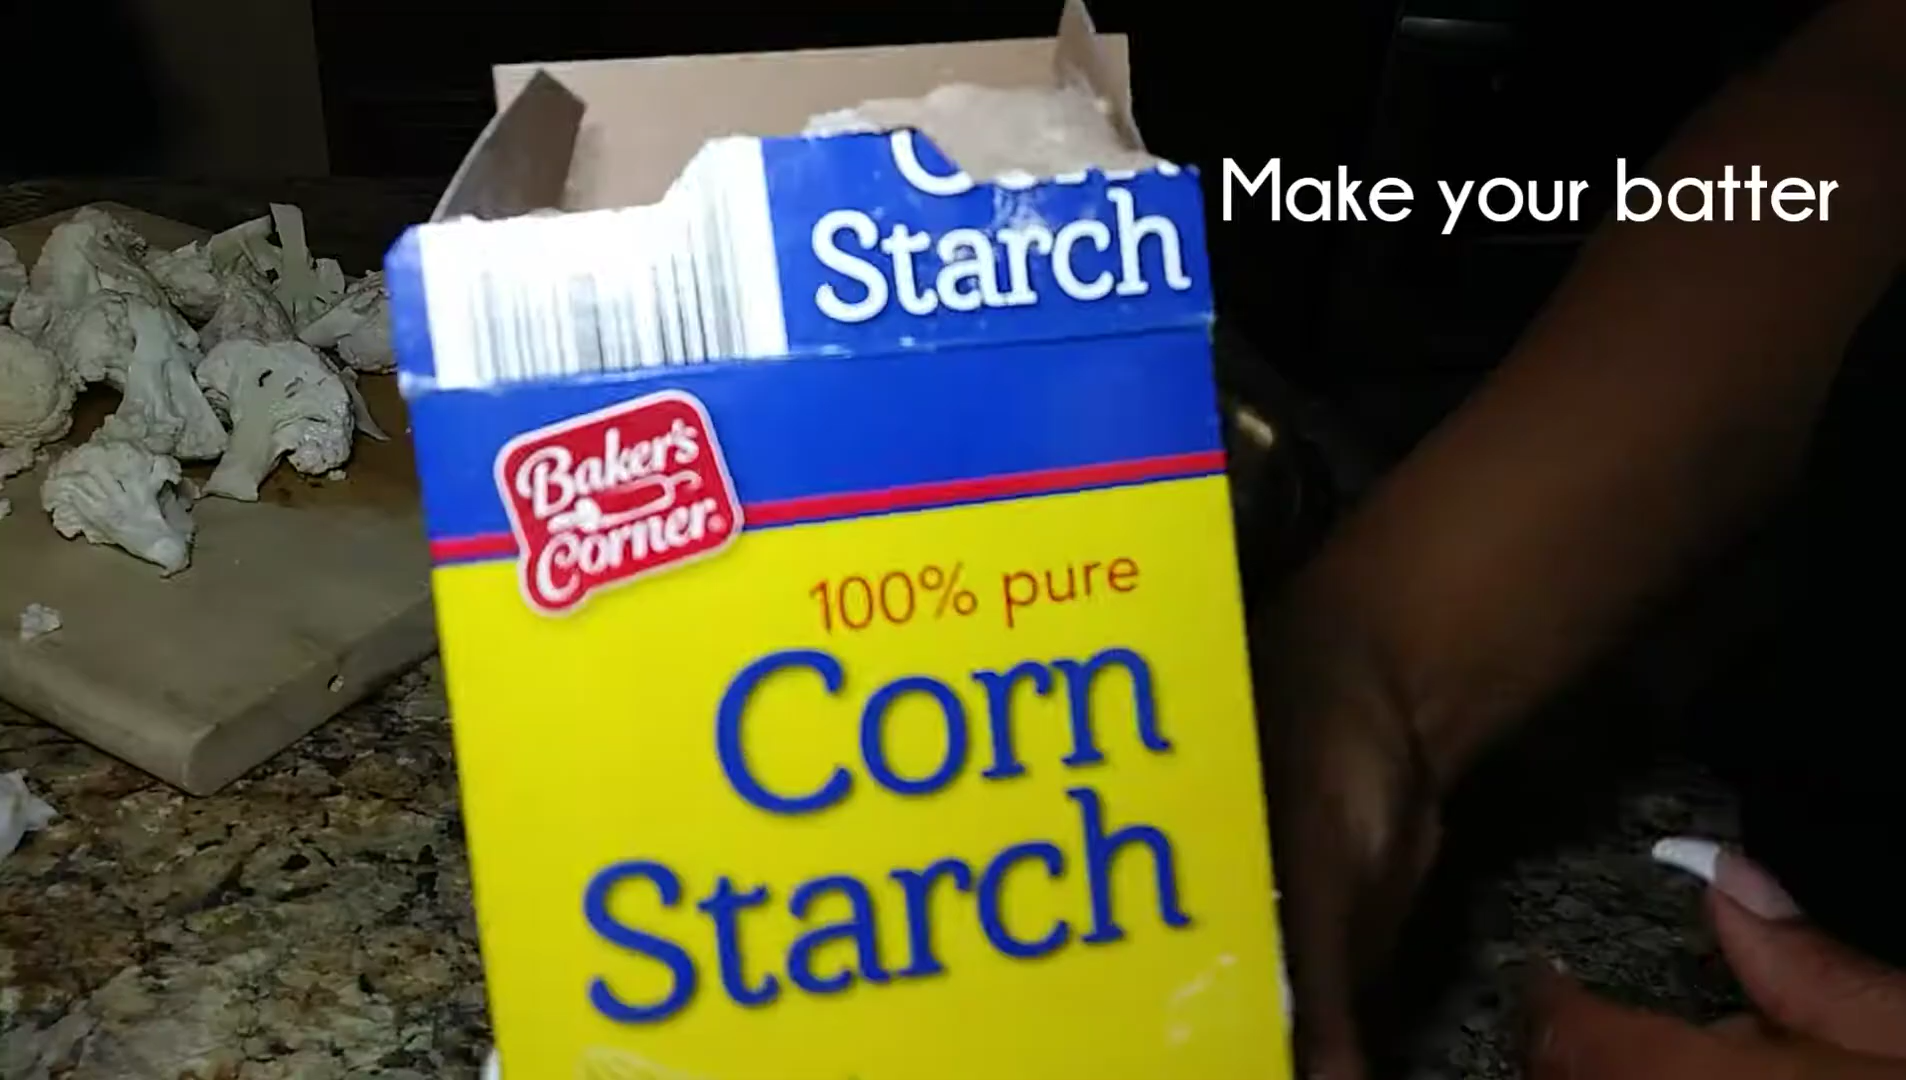 Make your batter
Starch
Baker's
Corner
100% pure
Corn
Starch